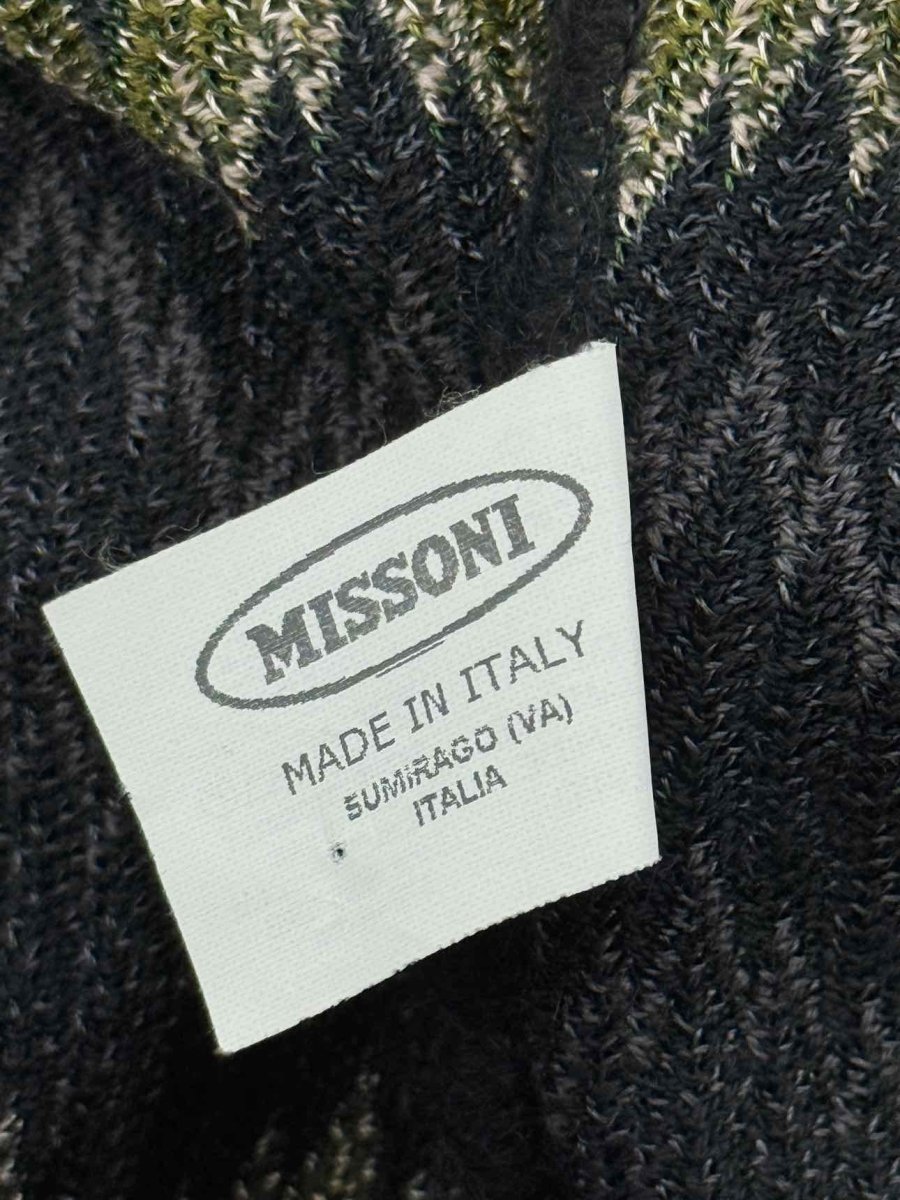 MISSONI
MADE IN ITALY
SUMIRAGO (VA)
ITALIA